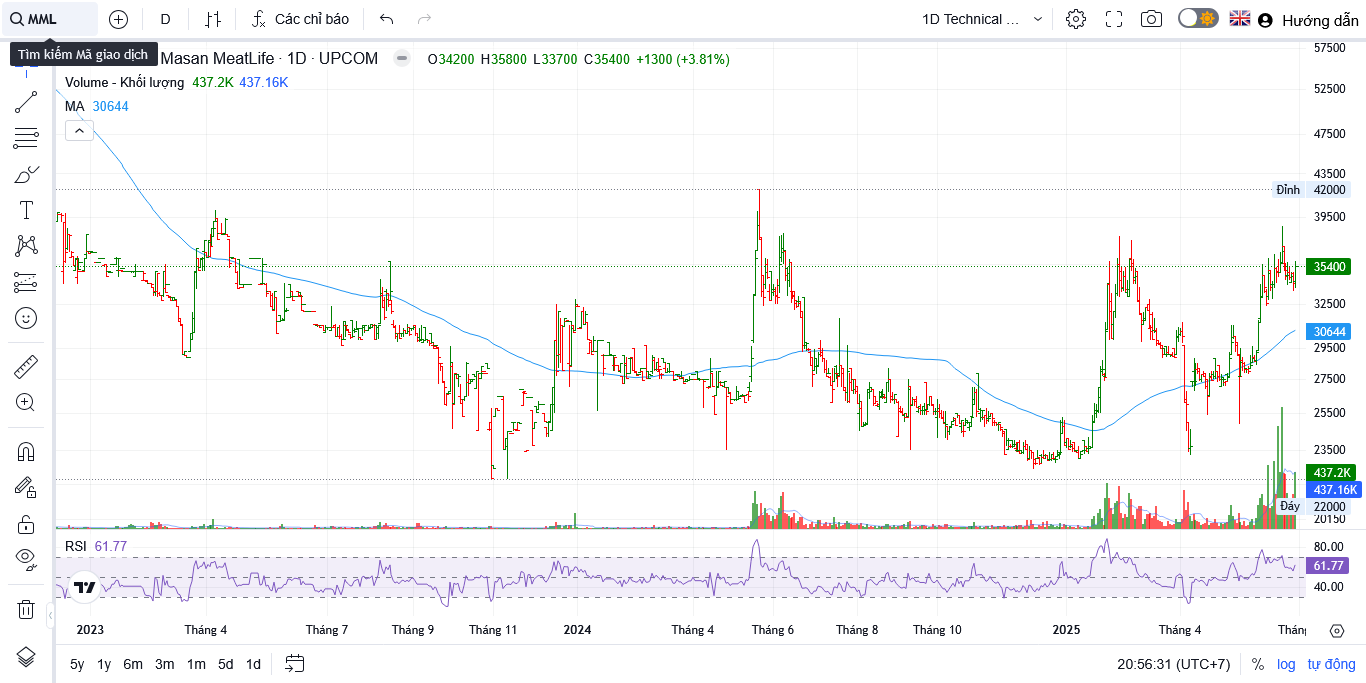 MML
D
Các chỉ báo
1D Technical ...
Hướng dẫn
Tìm kiếm Mã giao dịch
Masan MeatLife · 1D · UPCOM
O34200 H35800 L33700 C35400 +1300 (+3.81%)
Volume - Khối lượng 437.2K 437.16K
MA 30644
57500
52500
47500
43500
Đỉnh 42000
39500
35400
32500
30644
29500
27500
25500
23500
437.2K
437.16K
Đáy 22000
20150
RSI 61.77
80.00
61.77
40.00
2023
Tháng 4
Tháng 7
Tháng 9
Tháng 11
2024
Tháng 4
Tháng 6
Tháng 8
Tháng 10
2025
Tháng 4
5y 1y 6m 3m 1m 5d 1d
20:56:31 (UTC+7)
% log tự động